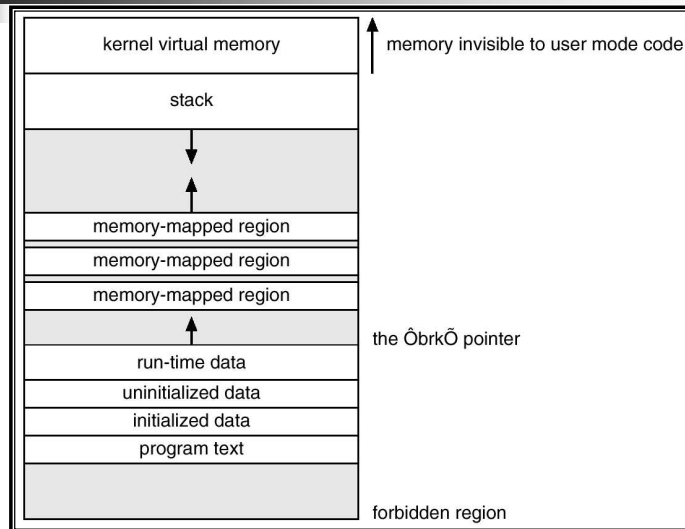 kernel virtual memory
memory invisible to user mode code
stack
memory-mapped region
memory-mapped region
memory-mapped region
the ÔbrkÕ pointer
run-time data
uninitialized data
initialized data
program text
forbidden region